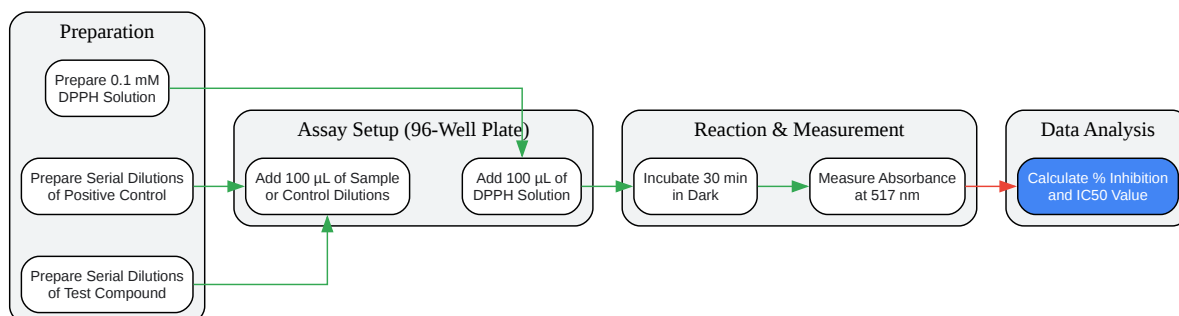 Preparation
Prepare 0.1 mM
DPPH Solution
Prepare Serial Dilutions
of Positive Control
Prepare Serial Dilutions
of Test Compound
Assay Setup (96-Well Plate)
Add 100 µL of Sample
or Control Dilutions
Add 100 µL of
DPPH Solution
Reaction & Measurement
Incubate 30 min
in Dark
Measure Absorbance
at 517 nm
Data Analysis
Calculate % Inhibition
and IC50 Value